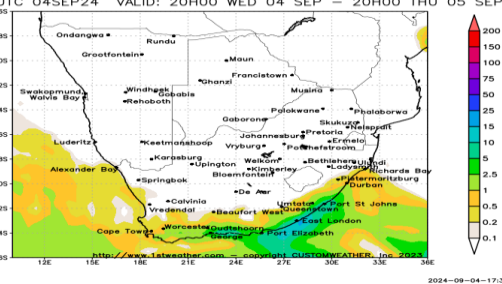 UTC 04SEP24 VALID: 20H00 WED 04 SEP – 20H00 THU 05 SEP
Ondangwa
Rundu
Grootfontein
Maun
Francistown
Ghanzi
Windhoek
Gobabis
Swakopmund
Walvis Bay
Rehoboth
Musina
Polokwane
Phalaborwa
Gaborone
Skukuza
Nelspruit
Pretoria
Johannesburg
Ermelo
Luderitz
Keetmanshoop
Vryburg
Potchefstroom
Karasburg
Welkom
Bethlehem
Ulundi
Ladysmith
Alexander Bay
Upington
Kimberley
Richards Bay
Bloemfontein
Springbok
Pietermaritzburg
Durban
De Aar
Calvinia
Umtata
Port St Johns
Vredendal
Beaufort West
Queenstown
East London
Cape Town
Worcester
Oudtshoorn
George
Port Elizabeth
http://www.1stweather.com – copyright CUSTOMWEATHER, Inc 2023
12E 15E 18E 21E 24E 27E 30E 33E 36E
200
150
100
75
50
25
15
10
5
2
1
0.5
0.2
0.1